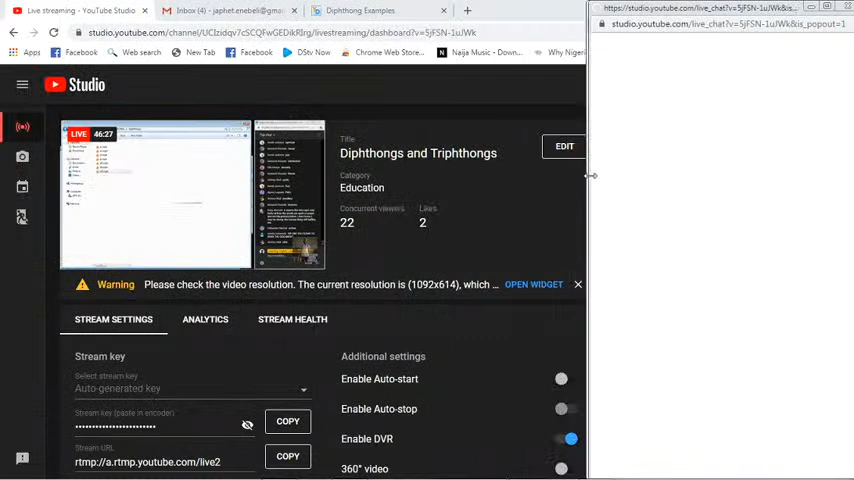 Live streaming - YouTube Studio
Inbox (4) - japhet.enebeli@gma
Diphthong Examples
https://studio.youtube.com/live_chat?v=5jFSN-1uJWk&is...
studio.youtube.com/channel/UCIzidqv7cSCQFwGEDikRIrg/livestreaming/dashboard?v=5jFSN-1uJWk
studio.youtube.com/live_chat?v=5jFSN-1uJWk&is_popout=1
Apps
Facebook
Web search
New Tab
Facebook
DStv Now
Chrome Web Store...
Naija Music - Downl...
Why Nigeri
Studio
LIVE 46:27
Title
Diphthongs and Triphthongs
EDIT
Category
Education
Concurrent viewers
Likes
22
2
Warning Please check the video resolution. The current resolution is (1092x614), which ... OPEN WIDGET
STREAM SETTINGS
ANALYTICS
STREAM HEALTH
Stream key
Additional settings
Select stream key
Auto-generated key
Enable Auto-start
Stream key (paste in encoder)
COPY
Enable Auto-stop
Stream URL
Enable DVR
rtmp://a.rtmp.youtube.com/live2
COPY
360° video